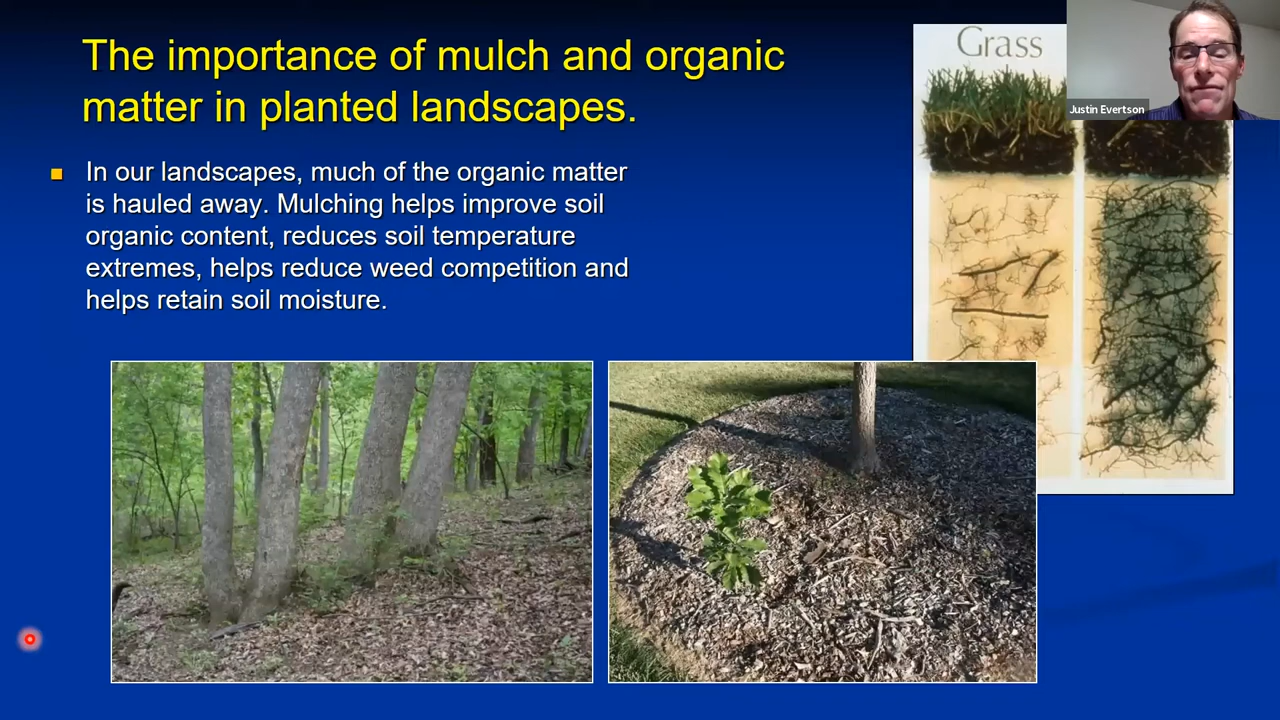 The importance of mulch and organic
matter in planted landscapes.
In our landscapes, much of the organic matter
is hauled away. Mulching helps improve soil
organic content, reduces soil temperature
extremes, helps reduce weed competition and
helps retain soil moisture.
Grass
Justin Evertson